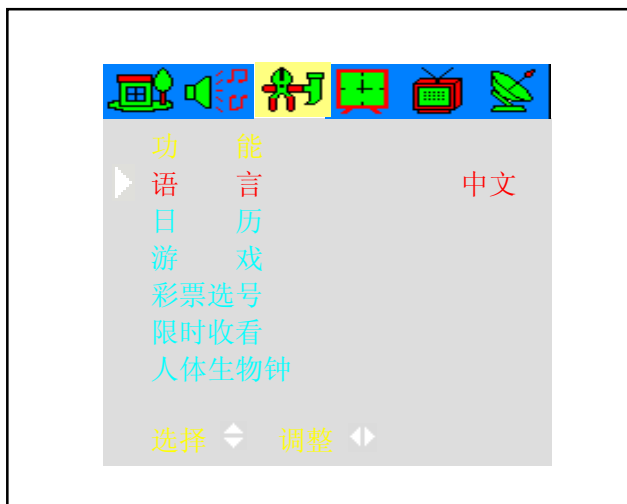 功 能
语 言 中文
日 历
游 戏
彩票选号
限时收看
人体生物钟
选择 调整